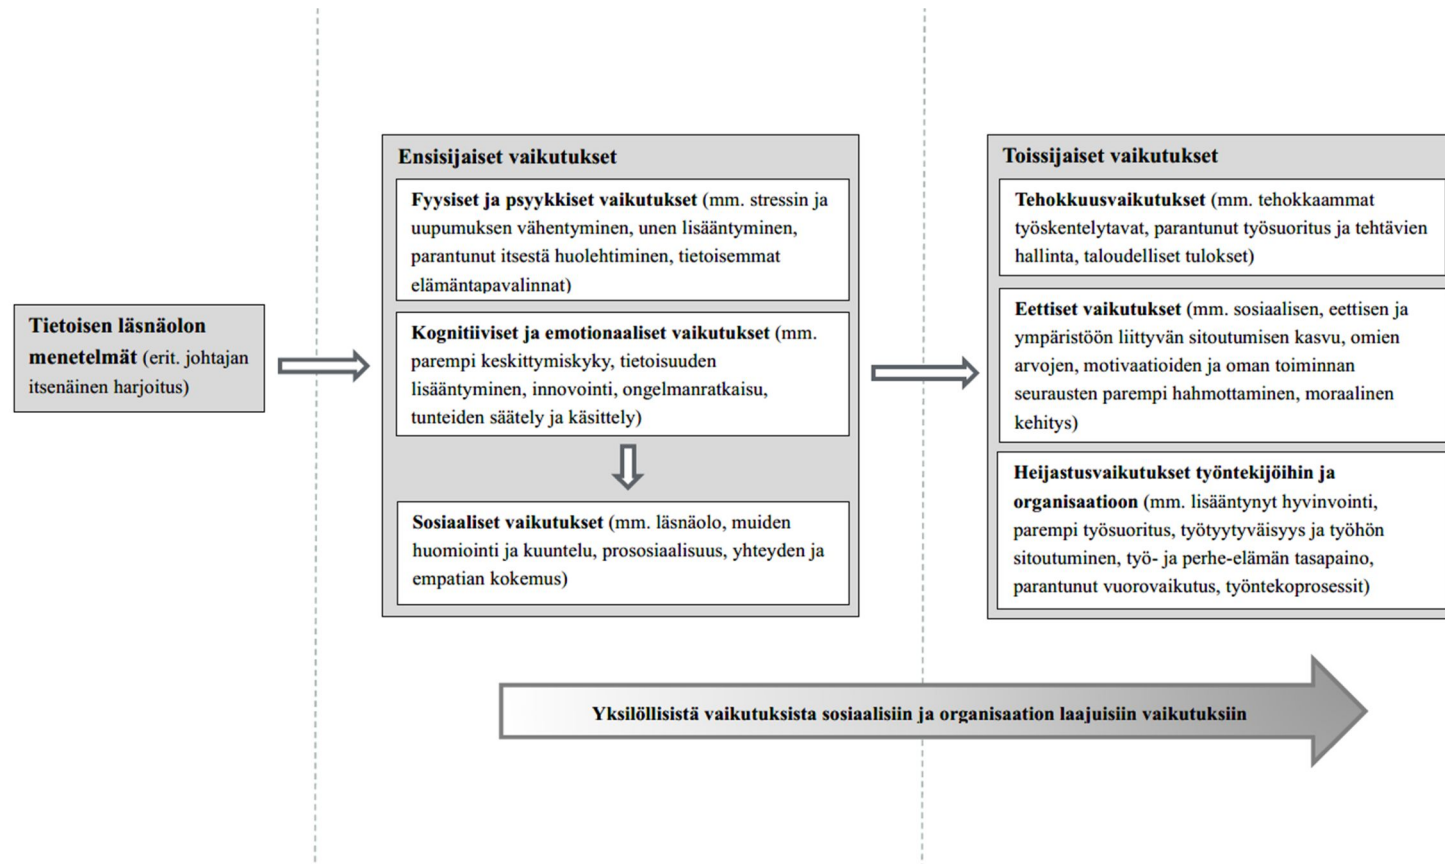 Tietoisen läsnäolon
menetelmät (erit. johtajan
itsenäinen harjoitus)
Ensisijaiset vaikutukset
Fyysiset ja psyykkiset vaikutukset (mm. stressin ja
uupumuksen vähentyminen, unen lisääntyminen,
parantunut itsestä huolehtiminen, tietoisemmat
elämäntapavalinnat)
Kognitiiviset ja emotionaaliset vaikutukset (mm.
parempi keskittymiskyky, tietoisuuden
lisääntyminen, innovointi, ongelmanratkaisu,
tunteiden säätely ja käsittely)
Sosiaaliset vaikutukset (mm. läsnäolo, muiden
huomiointi ja kuuntelu, prososiaalisuus, yhteyden ja
empatian kokemus)
Toissijaiset vaikutukset
Tehokkuusvaikutukset (mm. tehokkaammat
työskentelytavat, parantunut työsuoritus ja tehtävien
hallinta, taloudelliset tulokset)
Eettiset vaikutukset (mm. sosiaalisen, eettisen ja
ympäristöön liittyvän sitoutumisen kasvu, omien
arvojen, motivaatioiden ja oman toiminnan
seurausten parempi hahmottaminen, moraalinen
kehitys)
Heijastusvaikutukset työntekijöihin ja
organisaatioon (mm. lisääntynyt hyvinvointi,
parempi työsuoritus, työtyytyväisyys ja työhön
sitoutuminen, työ- ja perhe-elämän tasapaino,
parantunut vuorovaikutus, työntekoprosessit)
Yksilöllisistä vaikutuksista sosiaalisiin ja organisaation laajuisiin vaikutuksiin